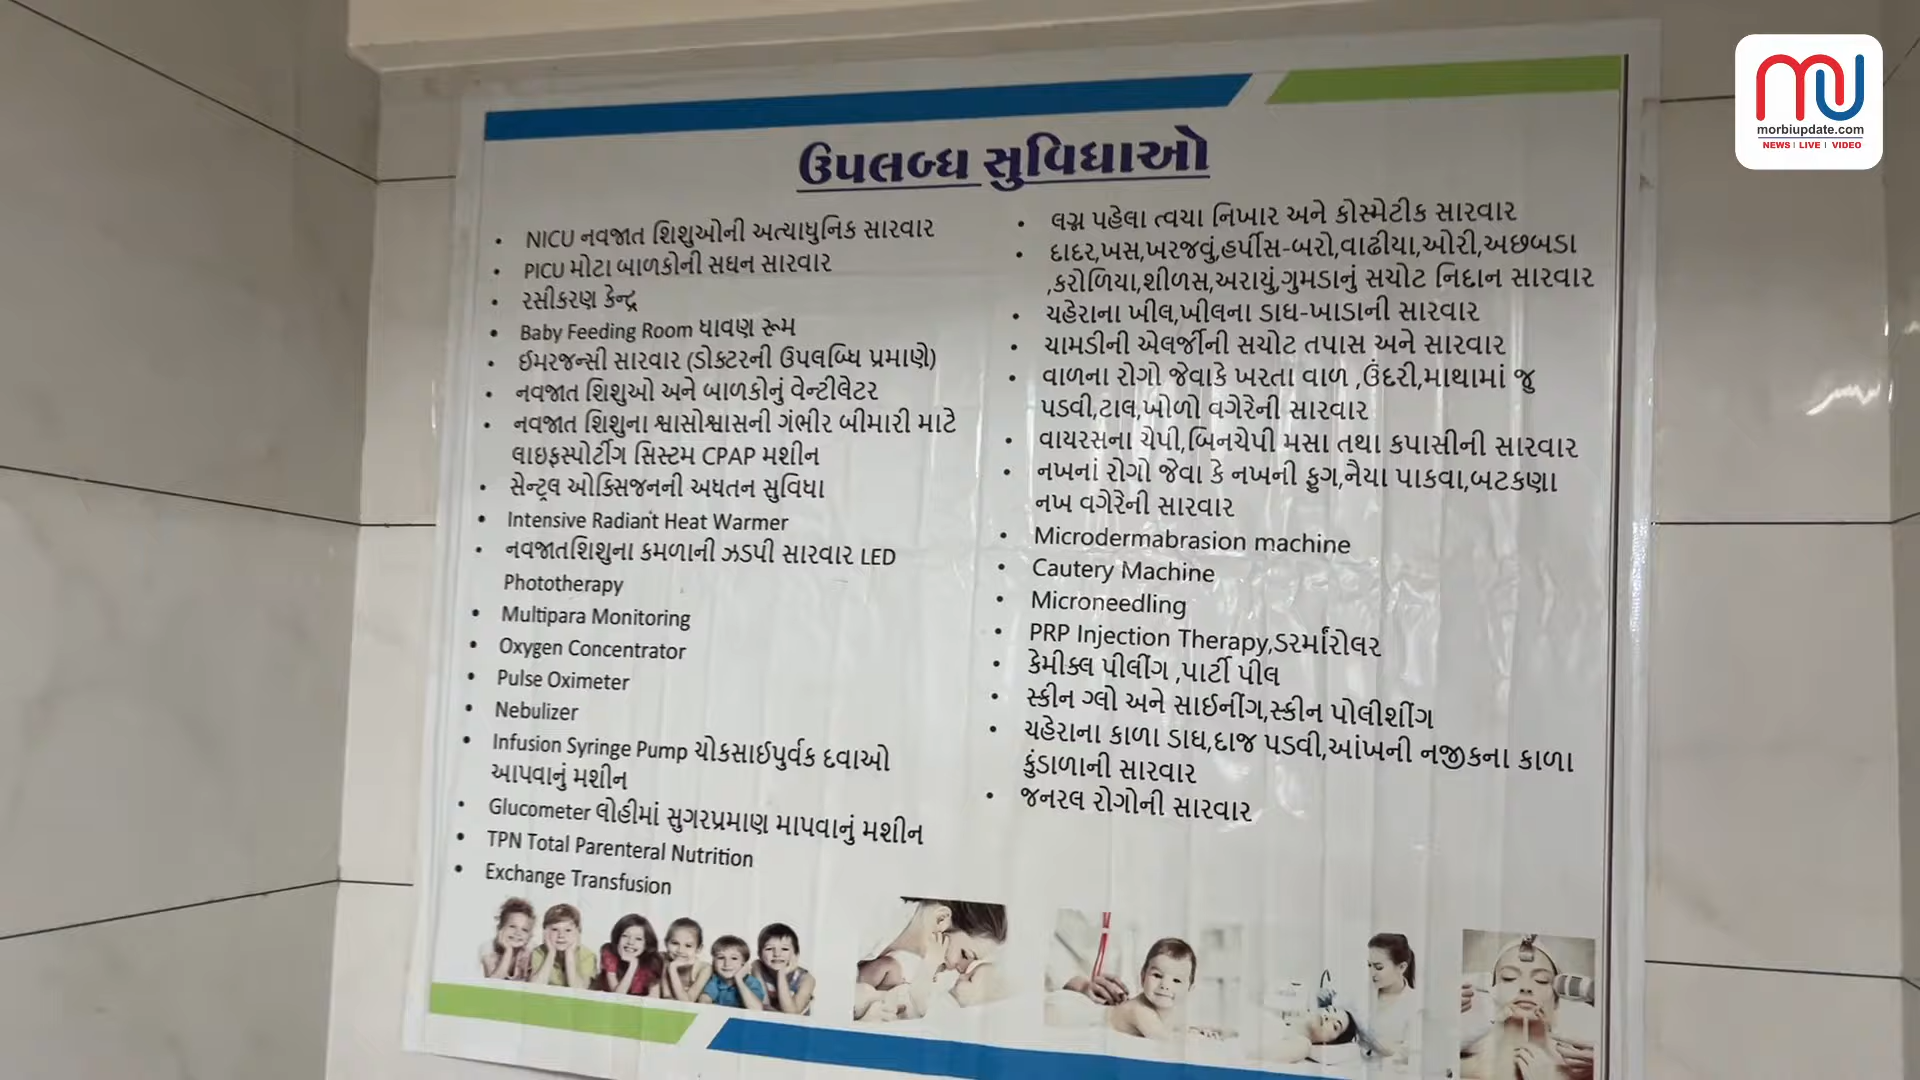 ઉપલબ્ધ સુવિધાઓ
• NICU નવજાત શિશુઓની અત્યાધુનિક સારવાર
• PICU મોટા બાળકોની સઘન સારવાર
• રસીકરણ કેન્દ્ર
• Baby Feeding Room ધાવણ રૂમ
• ઈમરજન્સી સારવાર (ડોકટરની ઉપલબ્ધિ પ્રમાણે)
• નવજાત શિશુઓ અને બાળકોનું વેન્ટીલેટર
• નવજાત શિશુના શ્વાસોશ્વાસની ગંભીર બીમારી માટે
લાઇફસ્પોર્ટીગ સિસ્ટમ CPAP મશીન
• સેન્ટ્રલ ઓક્સિજનની અધતન સુવિધા
• Intensive Radiant Heat Warmer
• નવજાતશિશુના કમળાની ઝડપી સારવાર LED
Phototherapy
• Multipara Monitoring
• Oxygen Concentrator
• Pulse Oximeter
• Nebulizer
• Infusion Syringe Pump ચોકસાઈપુર્વક દવાઓ
આપવાનું મશીન
• Glucometer લોહીમાં સુગરપ્રમાણ માપવાનું મશીન
• TPN Total Parenteral Nutrition
• Exchange Transfusion
• લગ્ન પહેલા ત્વચા નિખાર અને કોસ્મેટીક સારવાર
• દાદર,ખસ,ખરજવું,હર્પીસ-બરો,વાઢીયા,ઓરી,અછબડા
,કરોળિયા,શીળસ,અરાયું,ગુમડાનું સચોટ નિદાન સારવાર
• ચહેરાના ખીલ,ખીલના ડાઘ-ખાડાની સારવાર
• ચામડીની એલર્જીની સચોટ તપાસ અને સારવાર
• વાળના રોગો જેવાકે ખરતા વાળ ,ઉંદરી,માથામાં જુ
પડવી,ટાલ,ખોળો વગેરેની સારવાર
• વાયરસના ચેપી,બિનચેપી મસા તથા કપાસીની સારવાર
• નખનાં રોગો જેવા કે નખની ફુગ,નૈયા પાકવા,બટકણા
નખ વગેરેની સારવાર
• Microdermabrasion machine
• Cautery Machine
• Microneedling
• PRP Injection Therapy,ડરર્માંરોલર
• કેમીકલ પીલીંગ ,પાર્ટી પીલ
• સ્કીન ગ્લો અને સાઈનીંગ,સ્કીન પોલીશીંગ
• ચહેરાના કાળા ડાઘ,દાજ પડવી,આંખની નજીકના કાળા
કુંડાળાની સારવાર
• જનરલ રોગોની સારવાર
morbiupdate.com
NEWS | LIVE | VIDEO